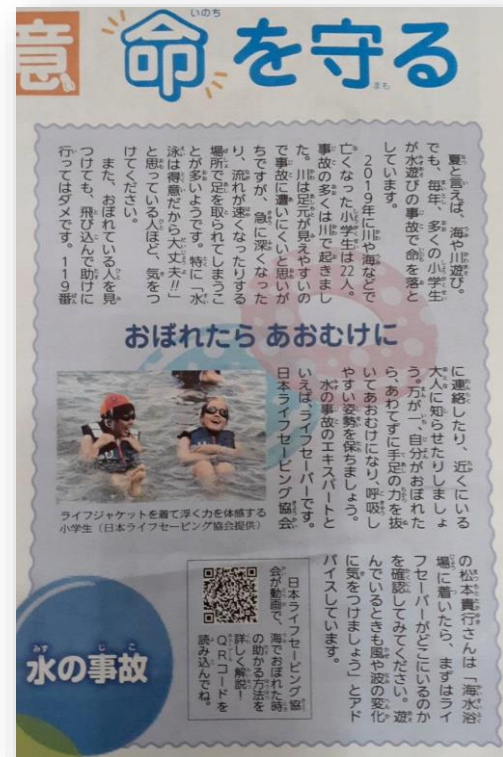 意
命を守る
いのち
まも
夏と言えば、海や川遊び。
でも、毎年、多くの小学生
が水遊びの事故で命を落と
しています。
2019年に川や海などで
亡くなった小学生は22人。
事故の多くは川で起きまし
た。川は足元が見えやすいの
で事故に遭いにくいと思いが
ちですが、急に深くなった
り、流れが速くなったりする
場所で足を取られてしまうこ
とが多いようです。特に「水
泳は得意だから大丈夫!!」
と思っている人ほど、気をつ
けてください。
また、おぼれている人を見
つけても、飛び込んで助けに
行ってはダメです。119番
おぼれたら あおむけに
に連絡したり、近くにいる
大人に知らせたりしましょ
う。万が一、自分がおぼれた
ら、あわてずに手足の力を抜
いてあおむけになり、呼吸し
やすい姿勢を保ちましょう。
水の事故のエキスパートと
いえば、ライフセーバーです。
日本ライフセービング協会
の松本貴行さんは「海水浴
場に着いたら、まずはライ
フセーバーがどこにいるのか
を確認してみてください。遊
んでいるときも風や波の変化
に気をつけましょう」とアド
バイスしています。
ライフジャケットを着て浮く力を体感する
小学生(日本ライフセービング協会提供)
日本ライフセービング協
会が動画で、海でおぼれた時
の助かる方法を
詳しく解説!
QRコードを
読み込んでね。
みず じこ
水の事故